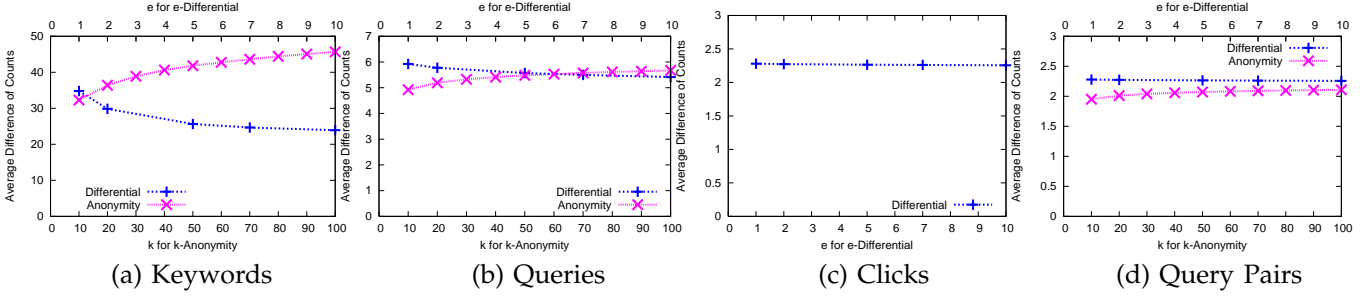 e for e-Differential
0 1 2 3 4 5 6 7 8 9 10
Average Difference of Counts
50
40
30
20
10
0
Differential
Anonymity
0 10 20 30 40 50 60 70 80 90 100
k for k-Anonymity
(a) Keywords
e for e-Differential
0 1 2 3 4 5 6 7 8 9 10
Average Difference of Counts
7
6
5
4
3
2
1
0
Differential
Anonymity
0 10 20 30 40 50 60 70 80 90 100
k for k-Anonymity
(b) Queries
Average Difference of Counts
3
2.5
2
1.5
1
0.5
0
Differential
0 1 2 3 4 5 6 7 8 9 10
e for e-Differential
(c) Clicks
e for e-Differential
0 1 2 3 4 5 6 7 8 9 10
Average Difference of Counts
3
2.5
2
1.5
1
0.5
0
Differential
Anonymity
0 10 20 30 40 50 60 70 80 90 100
k for k-Anonymity
(d) Query Pairs